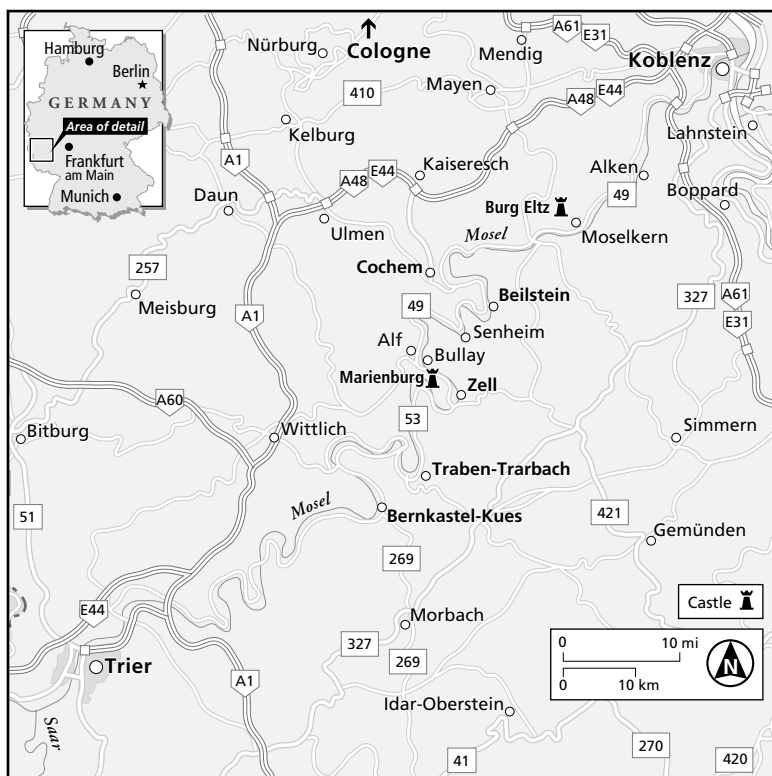 Hamburg
Berlin
GERMANY
Area of detail
Frankfurt
am Main
Munich
Nürburg
Cologne
Mendig
A61
E31
Koblenz
410
Mayen
A48
E44
Kelburg
Lahnstein
A1
A48
E44
Kaiseresch
Alken
49
Boppard
Daun
Ulmen
Burg Eltz
Mosel
Moselkern
257
Cochem
Meisburg
Beilstein
327
A61
E31
A1
49
Senheim
Alf
Bullay
Marienburg
Zell
A60
53
Bitburg
Wittlich
Simmern
Traben-Trarbach
Mosel
51
Bernkastel-Kues
421
Gemünden
269
E44
Morbach
Castle
327
269
0
10 mi
0
10 km
N
Trier
A1
Saar
Idar-Oberstein
41
270
420